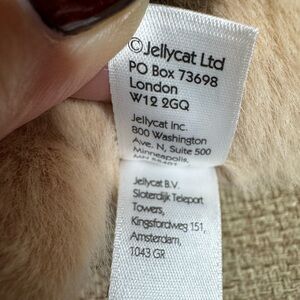 ©Jellycat Ltd
PO Box 73698
London
W12 2GQ
Jellycat Inc.
800 Washington
Ave. N, Suite 500
Minneapolis,
Jellycat B.V.
Sloterdijk Teleport
Towers,
Kingsfordweg 151,
Amsterdam,
1043 GR